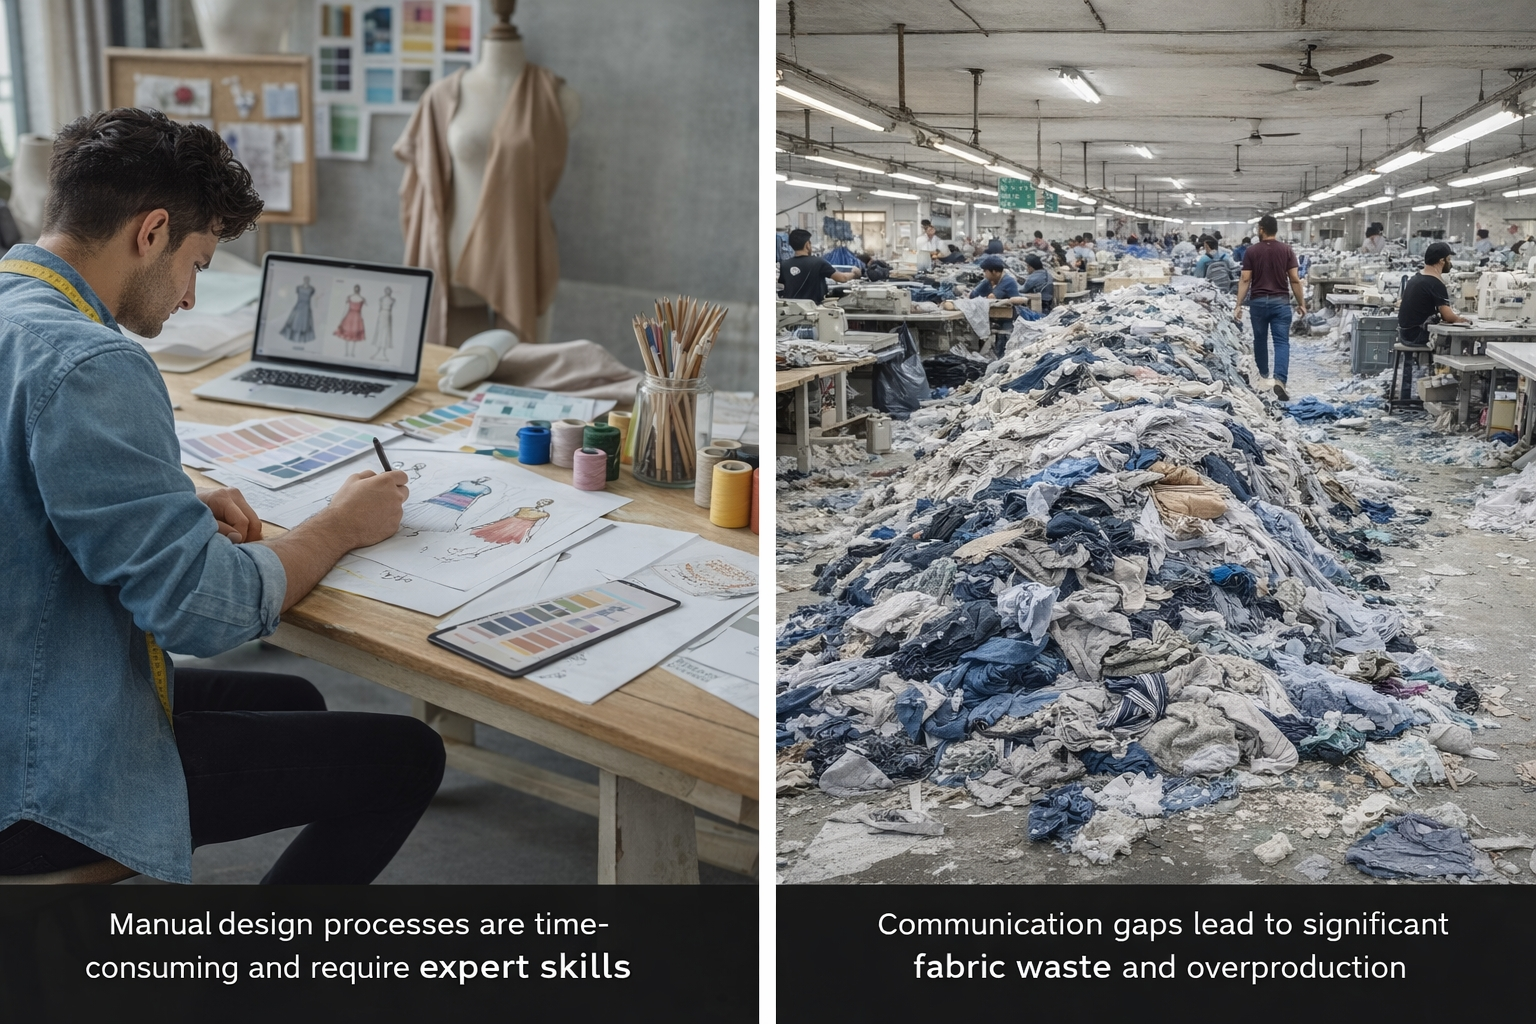 Manual design processes are time-
consuming and require expert skills
Communication gaps lead to significant
fabric waste and overproduction